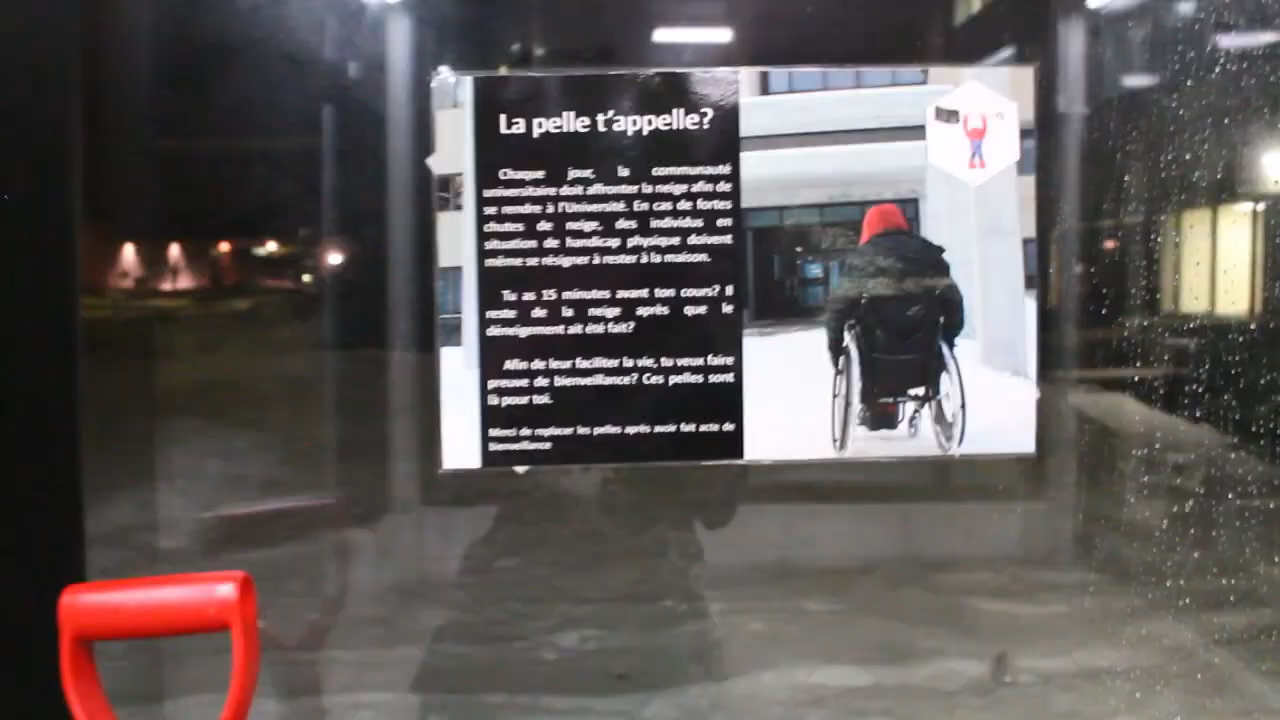 La pelle t'appelle?
Chaque jour, la communauté
universitaire doit affronter la neige afin de
se rendre à l'Université. En cas de fortes
chutes de neige, des individus en
situation de handicap physique doivent
même se résigner à rester à la maison.
Tu as 15 minutes avant ton cours? Il
reste de la neige après que le
déneigement ait été fait?
Afin de leur faciliter la vie, tu veux faire
preuve de bienveillance? Ces pelles sont
là pour toi.
Merci de replacer les pelles après avoir fait acte de
bienveillance